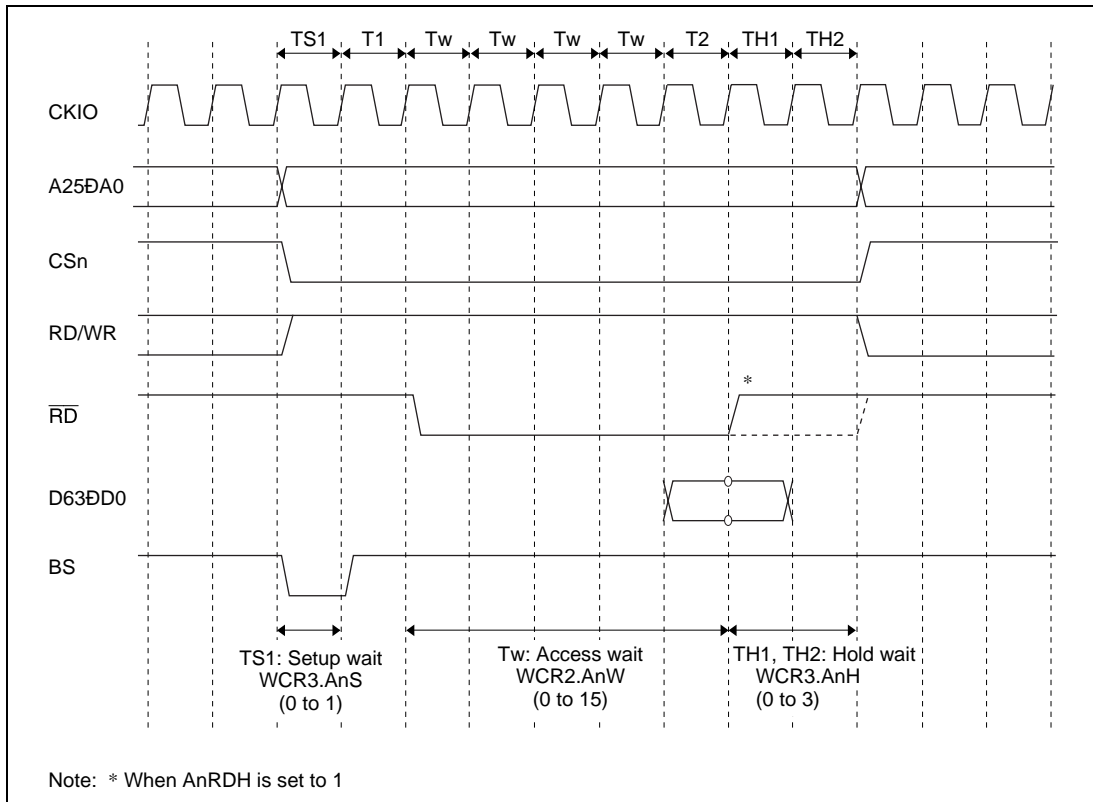 TS1 T1 Tw Tw Tw Tw T2 TH1 TH2
CKIO
A25ÐA0
CSn
RD/WR
*
RD
D63ÐD0
BS
TS1: Setup wait
WCR3.AnS
(0 to 1)
Tw: Access wait
WCR2.AnW
(0 to 15)
TH1, TH2: Hold wait
WCR3.AnH
(0 to 3)
Note: * When AnRDH is set to 1